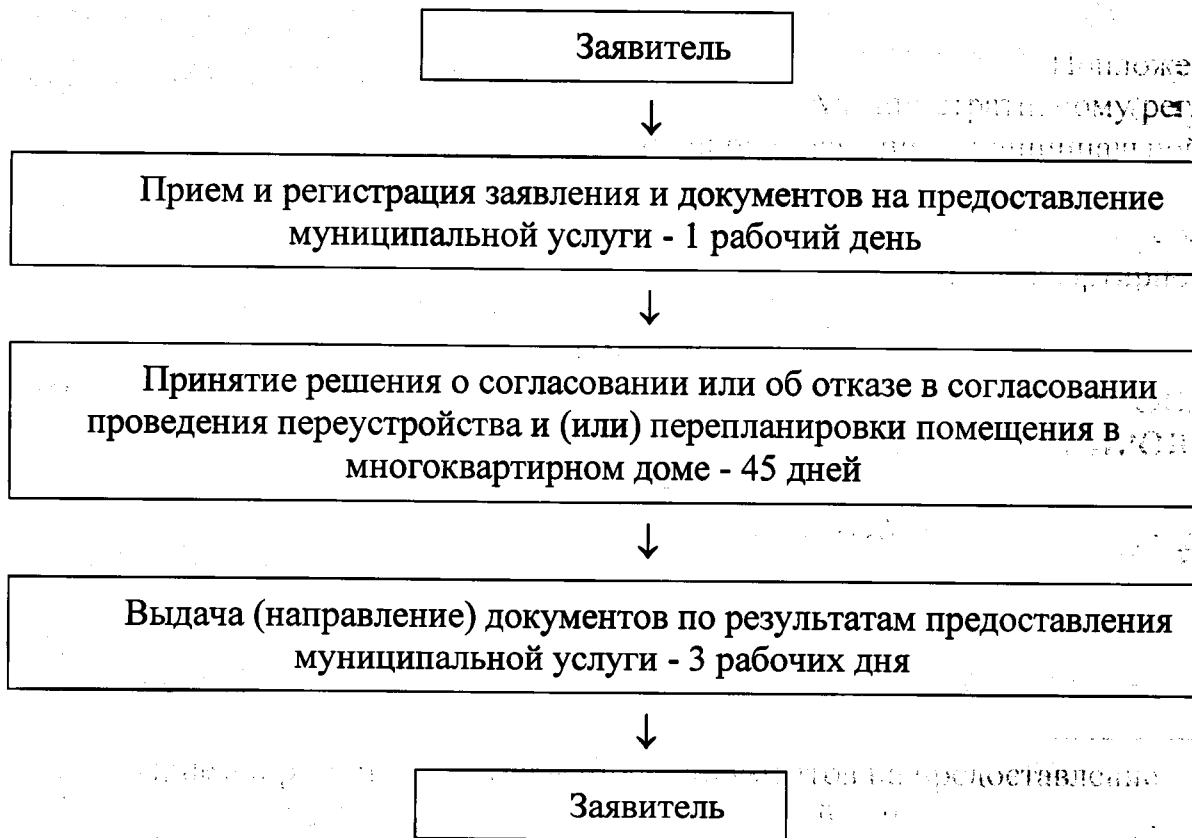 Заявитель
↓
Прием и регистрация заявления и документов на предоставление
муниципальной услуги - 1 рабочий день
↓
Принятие решения о согласовании или об отказе в согласовании
проведения переустройства и (или) перепланировки помещения в
многоквартирном доме - 45 дней
↓
Выдача (направление) документов по результатам предоставления
муниципальной услуги - 3 рабочих дня
↓
Заявитель